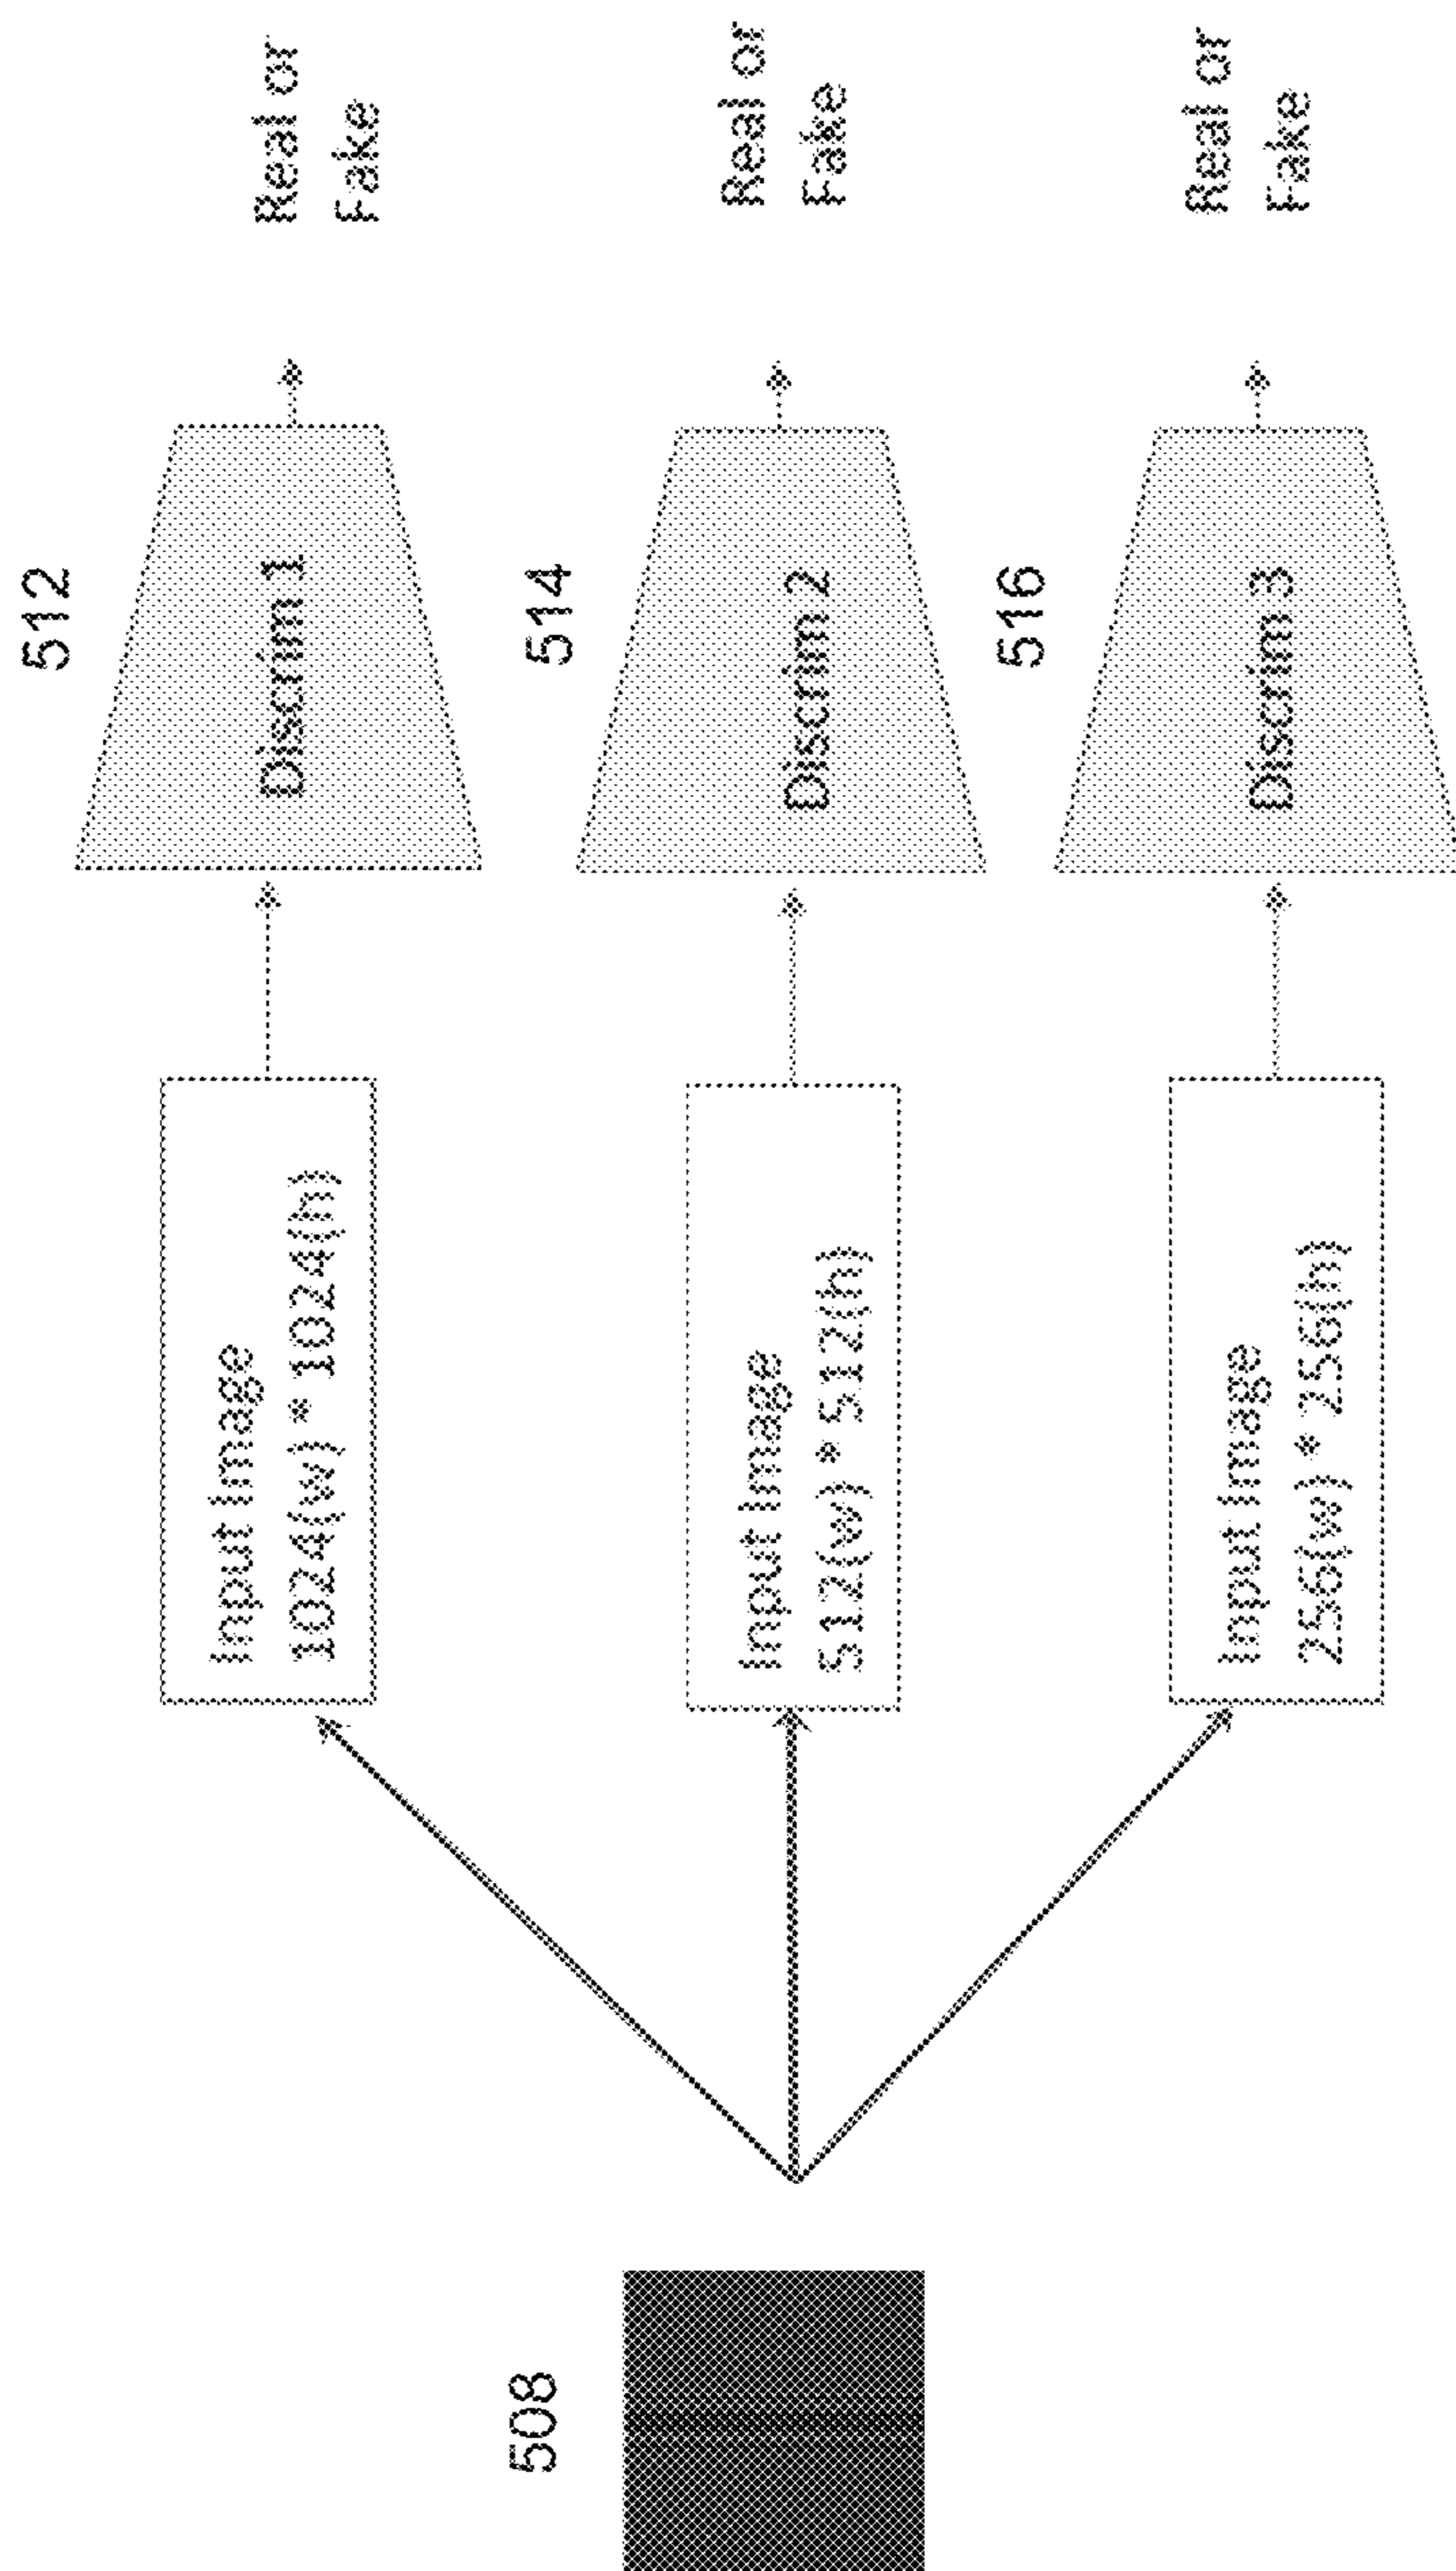 508
Input Image
1024(w) * 1024(h)
512
Discrim 1
Real or
Fake
Input Image
512(w) * 512(h)
514
Discrim 2
Real or
Fake
Input Image
256(w) * 256(h)
516
Discrim 3
Real or
Fake